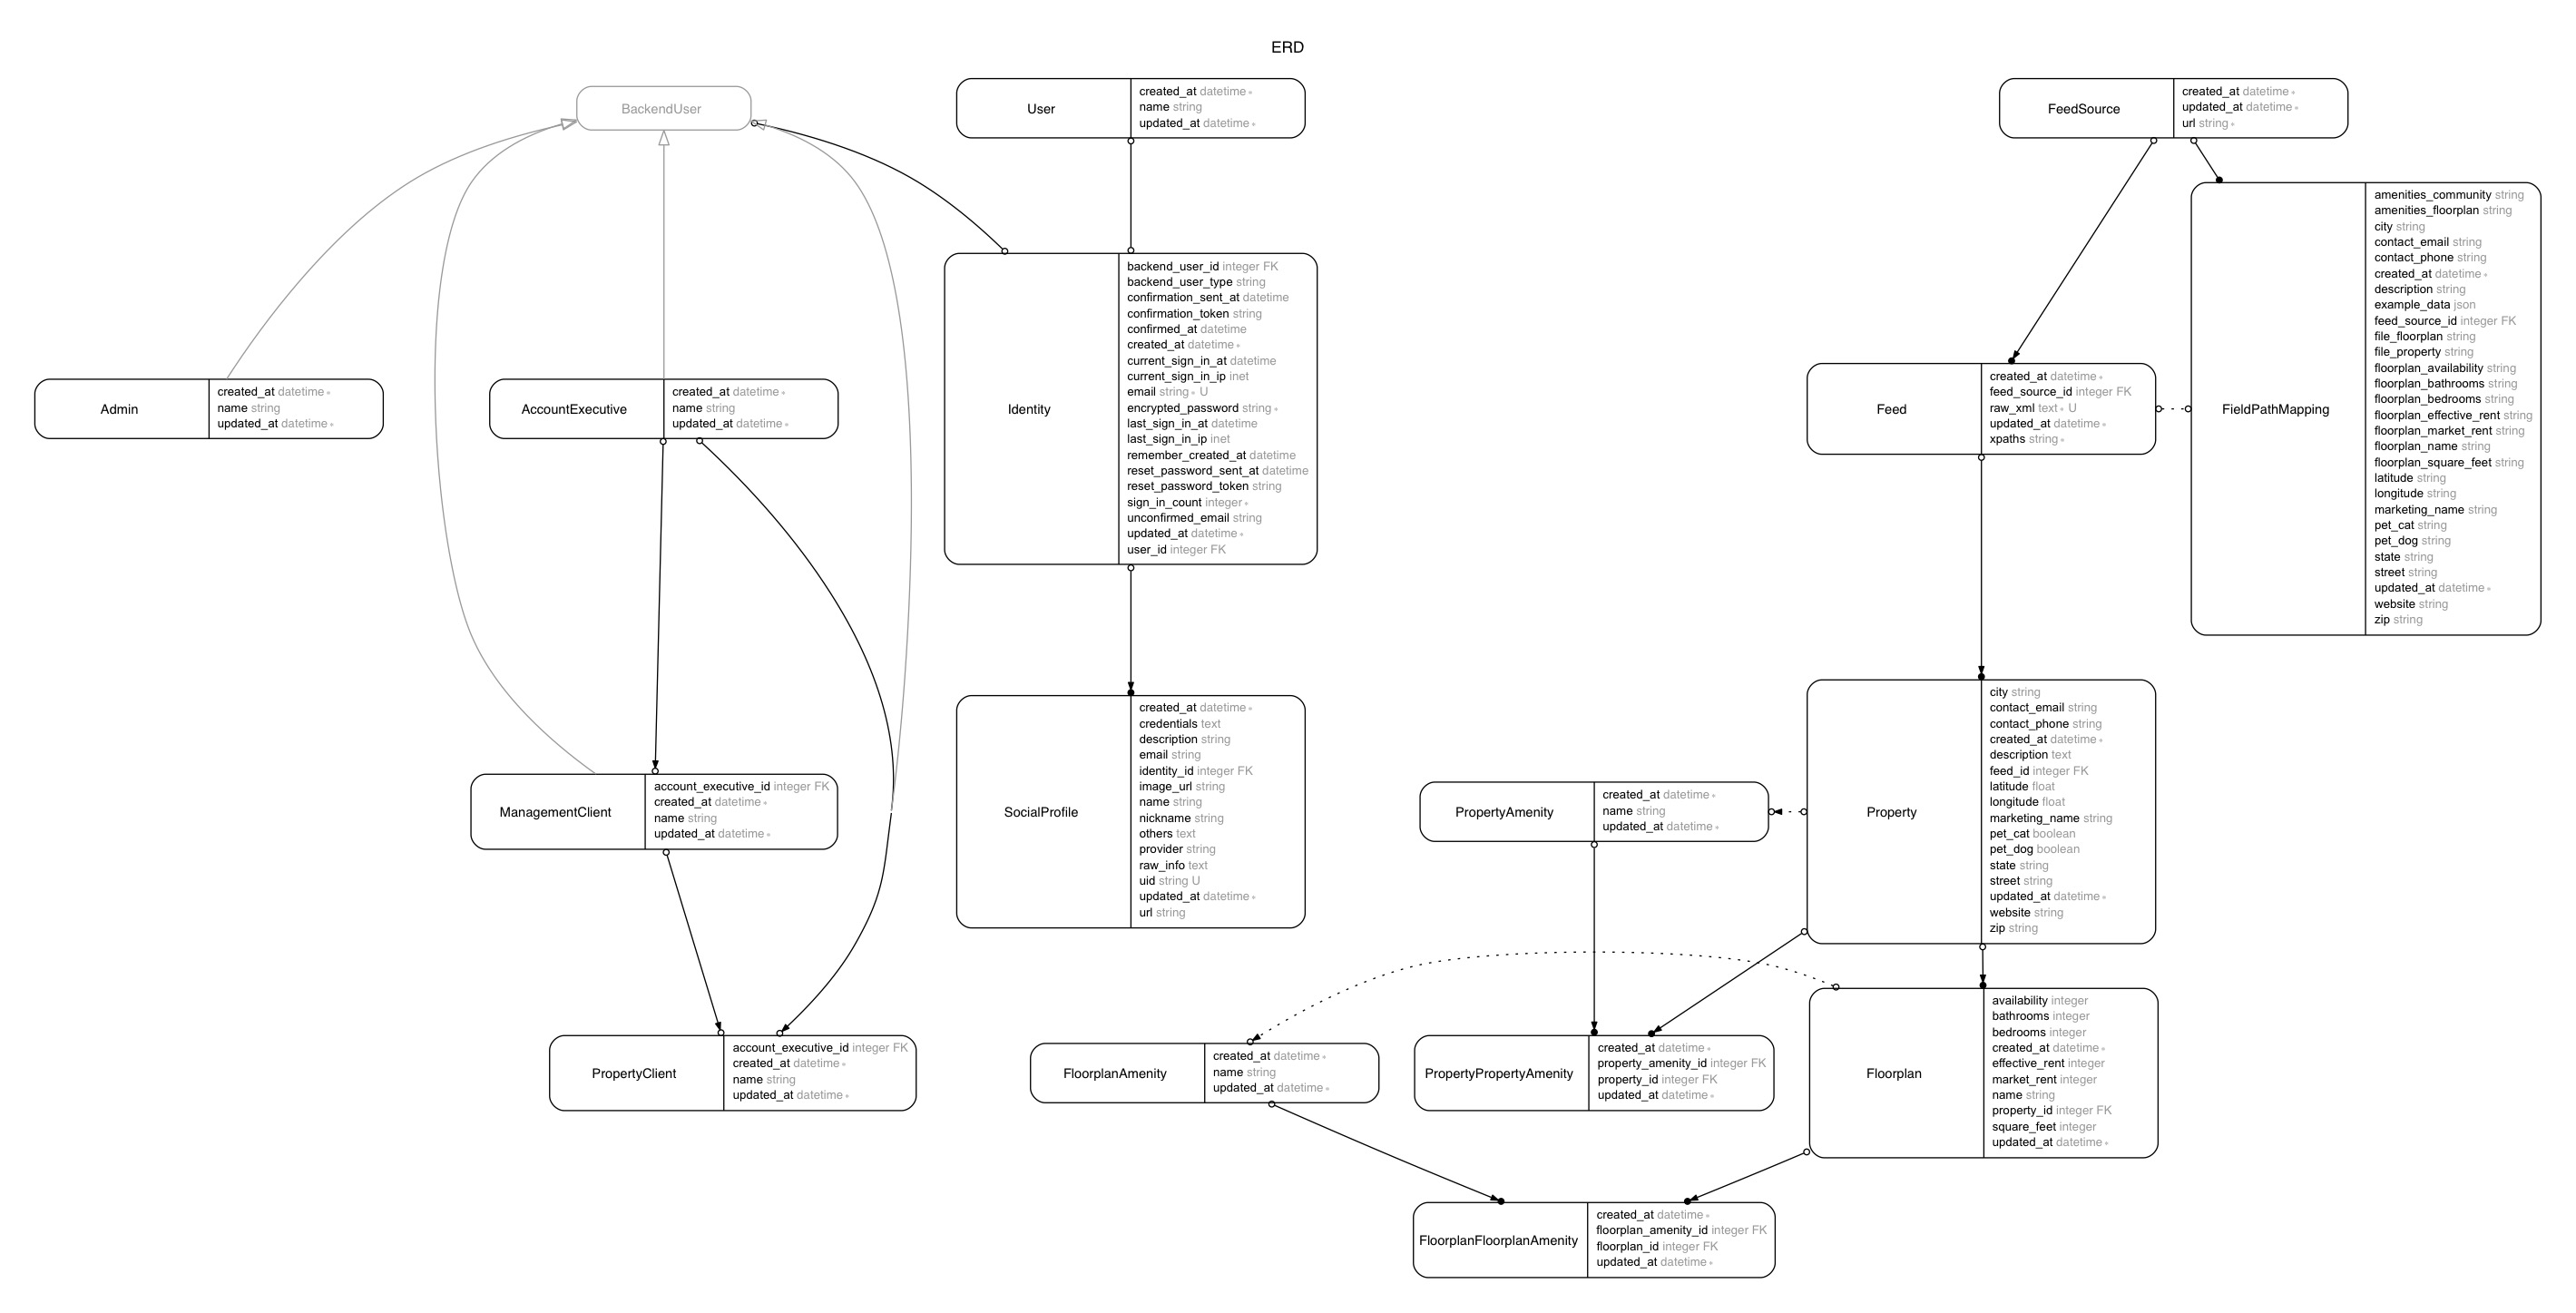 ERD
BackendUser
User
created_at datetime ∗
name string
updated_at datetime ∗
FeedSource
created_at datetime ∗
updated_at datetime ∗
url string ∗
FieldPathMapping
amenities_community string
amenities_floorplan string
city string
contact_email string
contact_phone string
created_at datetime ∗
description string
example_data json
feed_source_id integer FK
file_floorplan string
file_property string
floorplan_availability string
floorplan_bathrooms string
floorplan_bedrooms string
floorplan_effective_rent string
floorplan_market_rent string
floorplan_name string
floorplan_square_feet string
latitude string
longitude string
marketing_name string
pet_cat string
pet_dog string
state string
street string
updated_at datetime ∗
website string
zip string
Identity
backend_user_id integer FK
backend_user_type string
confirmation_sent_at datetime
confirmation_token string
confirmed_at datetime
created_at datetime ∗
current_sign_in_at datetime
current_sign_in_ip inet
email string ∗ U
encrypted_password string ∗
last_sign_in_at datetime
last_sign_in_ip inet
remember_created_at datetime
reset_password_sent_at datetime
reset_password_token string
sign_in_count integer ∗
unconfirmed_email string
updated_at datetime ∗
user_id integer FK
Admin
created_at datetime ∗
name string
updated_at datetime ∗
AccountExecutive
created_at datetime ∗
name string
updated_at datetime ∗
Feed
created_at datetime ∗
feed_source_id integer FK
raw_xml text ∗ U
updated_at datetime ∗
xpaths string ∗
SocialProfile
created_at datetime ∗
credentials text
description string
email string
identity_id integer FK
image_url string
name string
nickname string
others text
provider string
raw_info text
uid string U
updated_at datetime ∗
url string
Property
city string
contact_email string
contact_phone string
created_at datetime ∗
description text
feed_id integer FK
latitude float
longitude float
marketing_name string
pet_cat boolean
pet_dog boolean
state string
street string
updated_at datetime ∗
website string
zip string
ManagementClient
account_executive_id integer FK
created_at datetime ∗
name string
updated_at datetime ∗
PropertyAmenity
created_at datetime ∗
name string
updated_at datetime ∗
PropertyClient
account_executive_id integer FK
created_at datetime ∗
name string
updated_at datetime ∗
FloorplanAmenity
created_at datetime ∗
name string
updated_at datetime ∗
PropertyPropertyAmenity
created_at datetime ∗
property_amenity_id integer FK
property_id integer FK
updated_at datetime ∗
Floorplan
availability integer
bathrooms integer
bedrooms integer
created_at datetime ∗
effective_rent integer
market_rent integer
name string
property_id integer FK
square_feet integer
updated_at datetime ∗
FloorplanFloorplanAmenity
created_at datetime ∗
floorplan_amenity_id integer FK
floorplan_id integer FK
updated_at datetime ∗